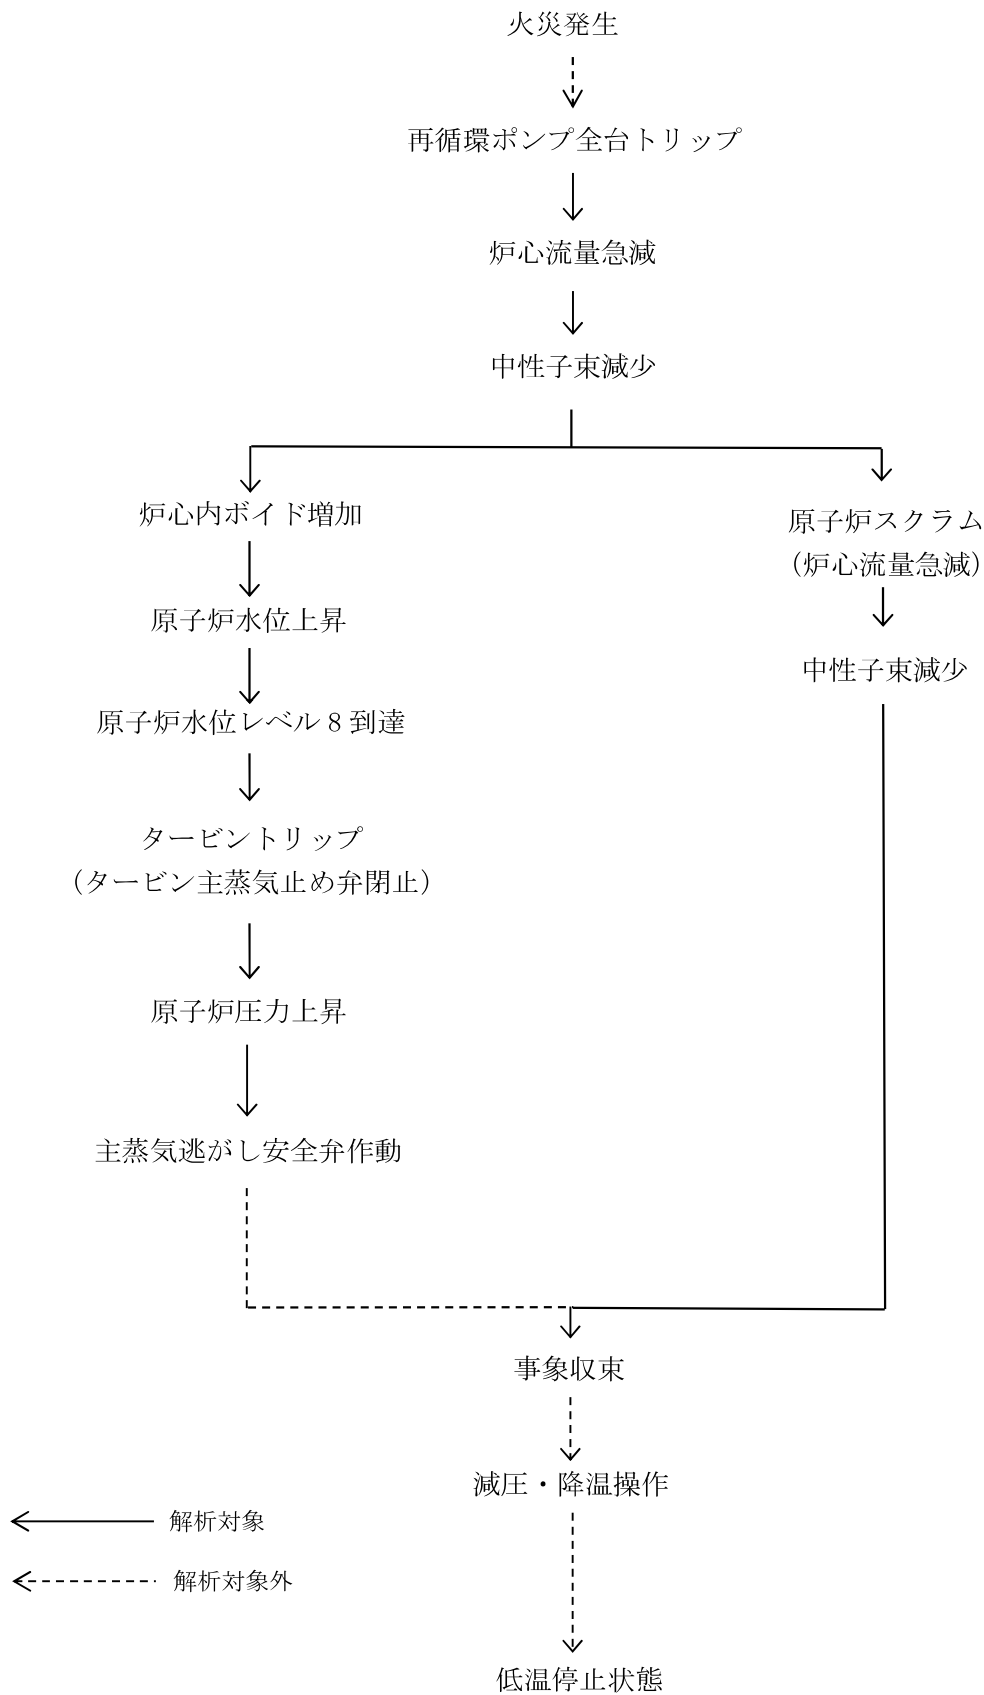 火災発生
再循環ポンプ全台トリップ
炉心流量急減
中性子束減少
炉心内ボイド増加
原子炉水位上昇
原子炉水位レベル８到達
タービントリップ
（タービン主蒸気止め弁閉止）
原子炉圧力上昇
主蒸気逃がし安全弁作動
原子炉スクラム
（炉心流量急減）
中性子束減少
事象収束
減圧・降温操作
低温停止状態
解析対象
解析対象外